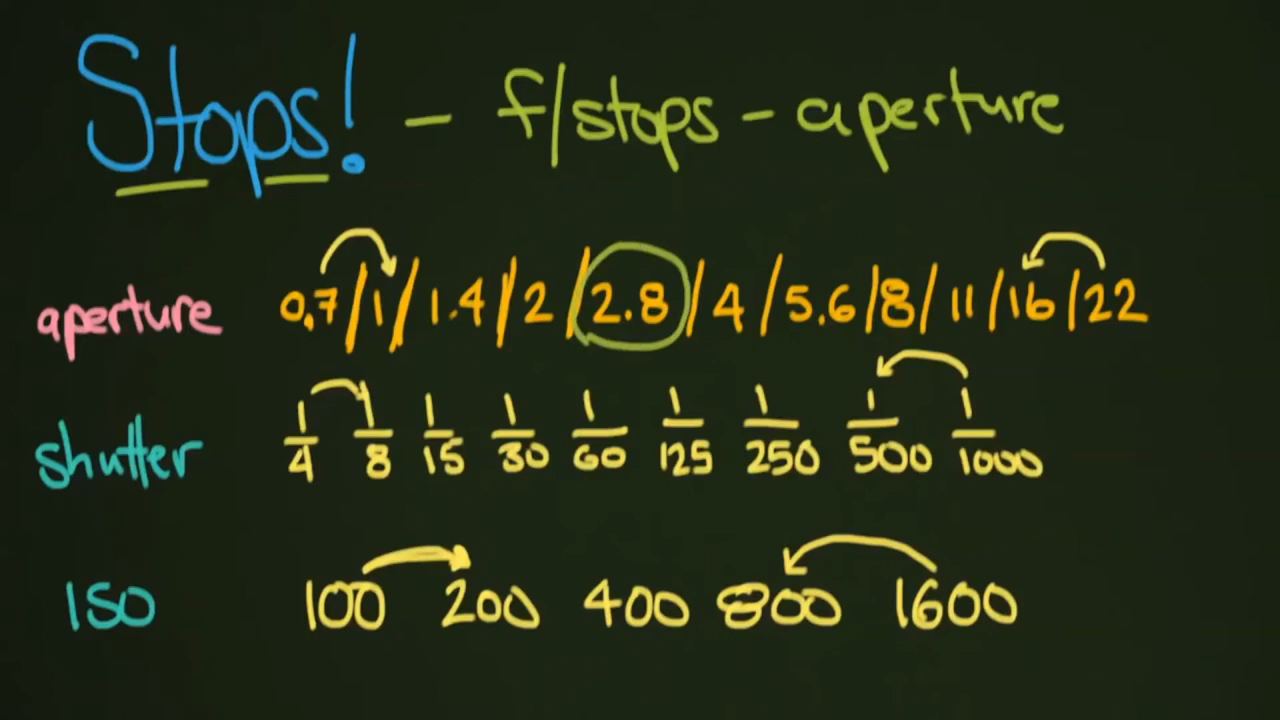 Stops! - f/stops - aperture
aperture 0.7/1/1.4/2/2.8/4/5.6/8/11/16/22
shutter 1/4 1/8 1/15 1/30 1/60 1/125 1/250 1/500 1/1000
ISO 100 200 400 800 1600